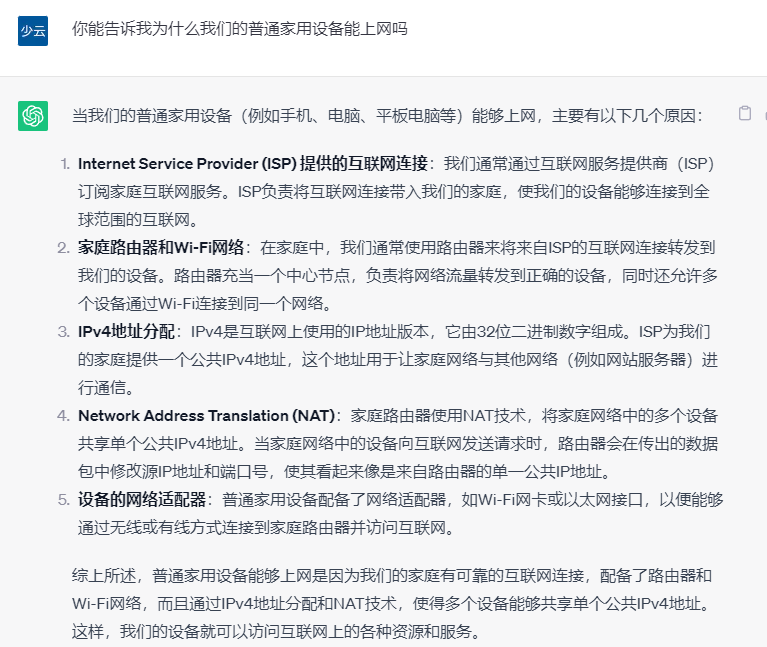 少云
你能告诉我为什么我们的普通家用设备能上网吗
当我们的普通家用设备（例如手机、电脑、平板电脑等）能够上网，主要有以下几个原因：
1. Internet Service Provider (ISP) 提供的互联网连接：我们通常通过互联网服务提供商（ISP）
订阅家庭互联网服务。ISP负责将互联网连接带入我们的家庭，使我们的设备能够连接到全
球范围的互联网。
2. 家庭路由器和Wi-Fi网络：在家庭中，我们通常使用路由器来将来自ISP的互联网连接转发到
我们的设备。路由器充当一个中心节点，负责将网络流量转发到正确的设备，同时还允许多
个设备通过Wi-Fi连接到同一个网络。
3. IPv4地址分配：IPv4是互联网上使用的IP地址版本，它由32位二进制数字组成。ISP为我们
的家庭提供一个公共IPv4地址，这个地址用于让家庭网络与其他网络（例如网站服务器）进
行通信。
4. Network Address Translation (NAT)：家庭路由器使用NAT技术，将家庭网络中的多个设备
共享单个公共IPv4地址。当家庭网络中的设备向互联网发送请求时，路由器会在传出的数据
包中修改源IP地址和端口号，使其看起来像是来自路由器的单一公共IP地址。
5. 设备的网络适配器：普通家用设备配备了网络适配器，如Wi-Fi网卡或以太网接口，以便能够
通过无线或有线方式连接到家庭路由器并访问互联网。
综上所述，普通家用设备能够上网是因为我们的家庭有可靠的互联网连接，配备了路由器和
Wi-Fi网络，而且通过IPv4地址分配和NAT技术，使得多个设备能够共享单个公共IPv4地址。
这样，我们的设备就可以访问互联网上的各种资源和服务。